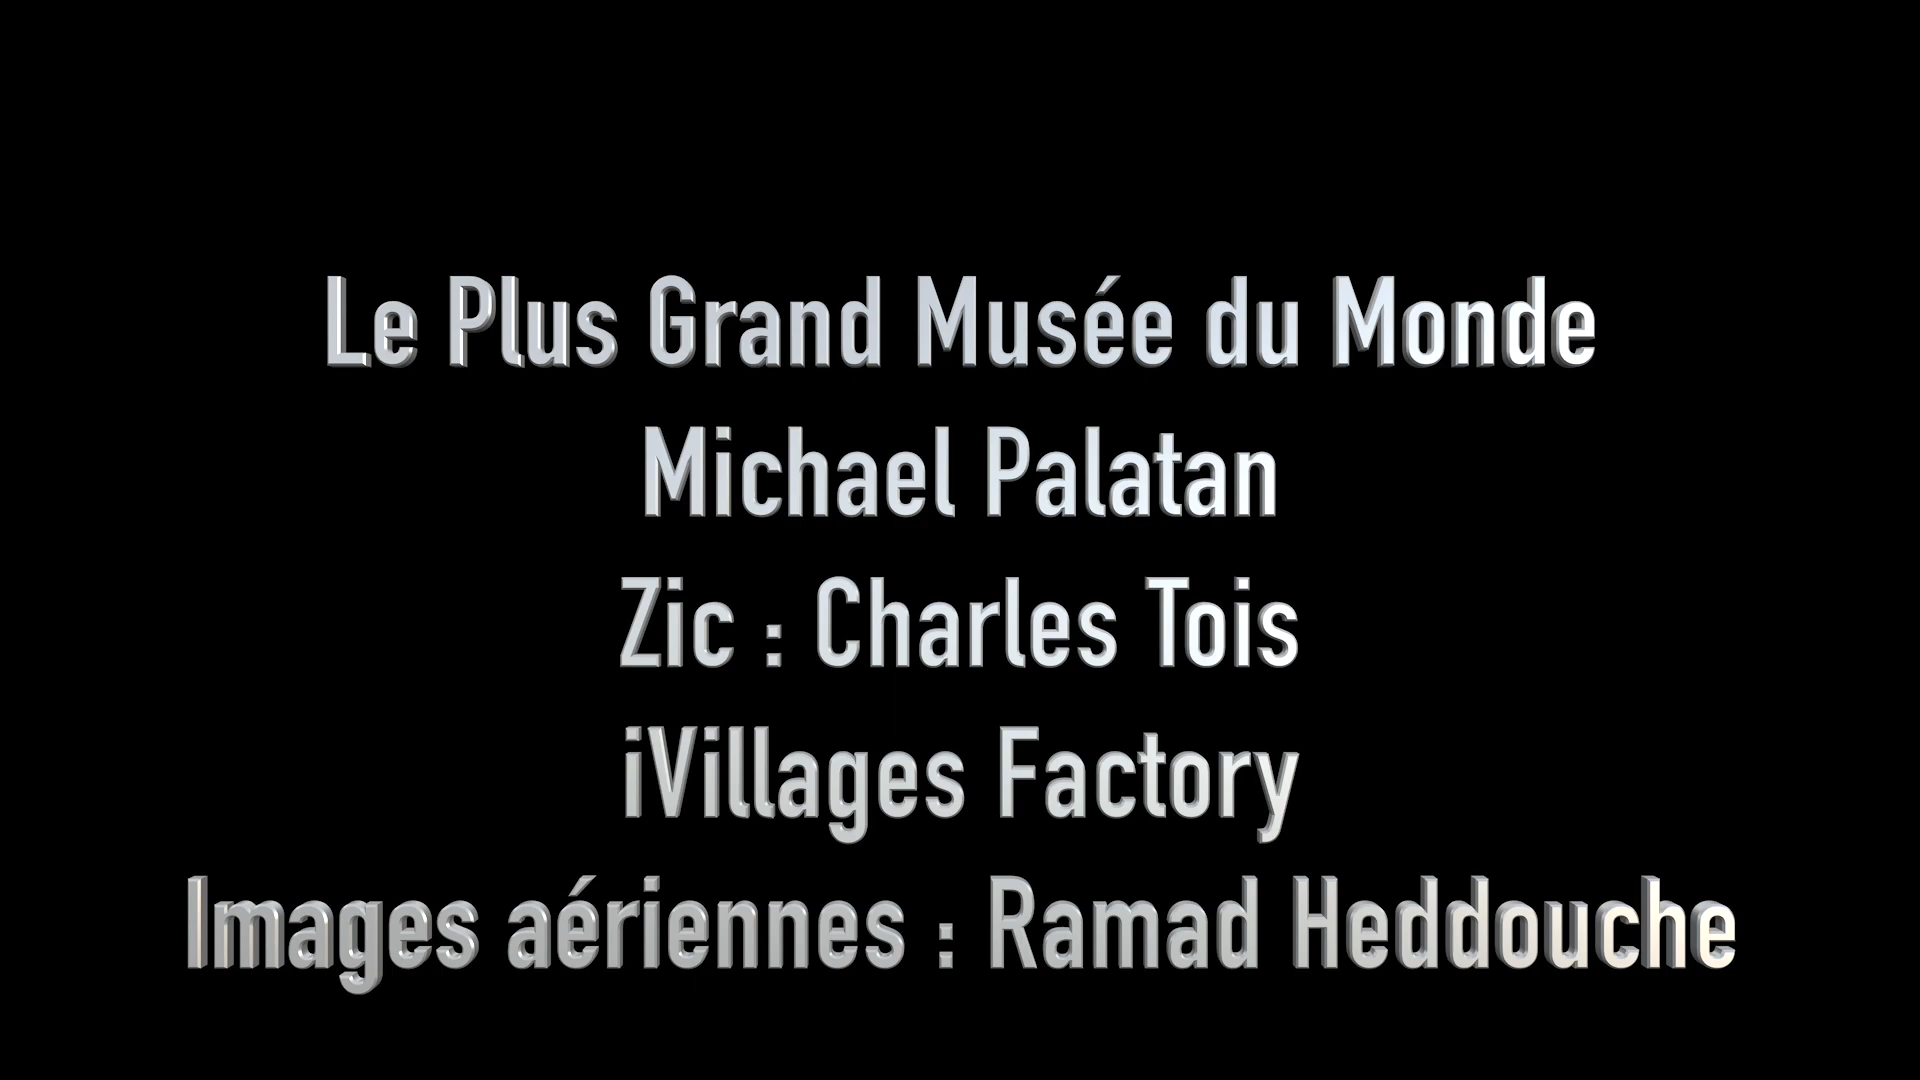 Le Plus Grand Musée du Monde
Michael Palatan
Zic : Charles Tois
iVillages Factory
Images aériennes : Ramad Heddouche